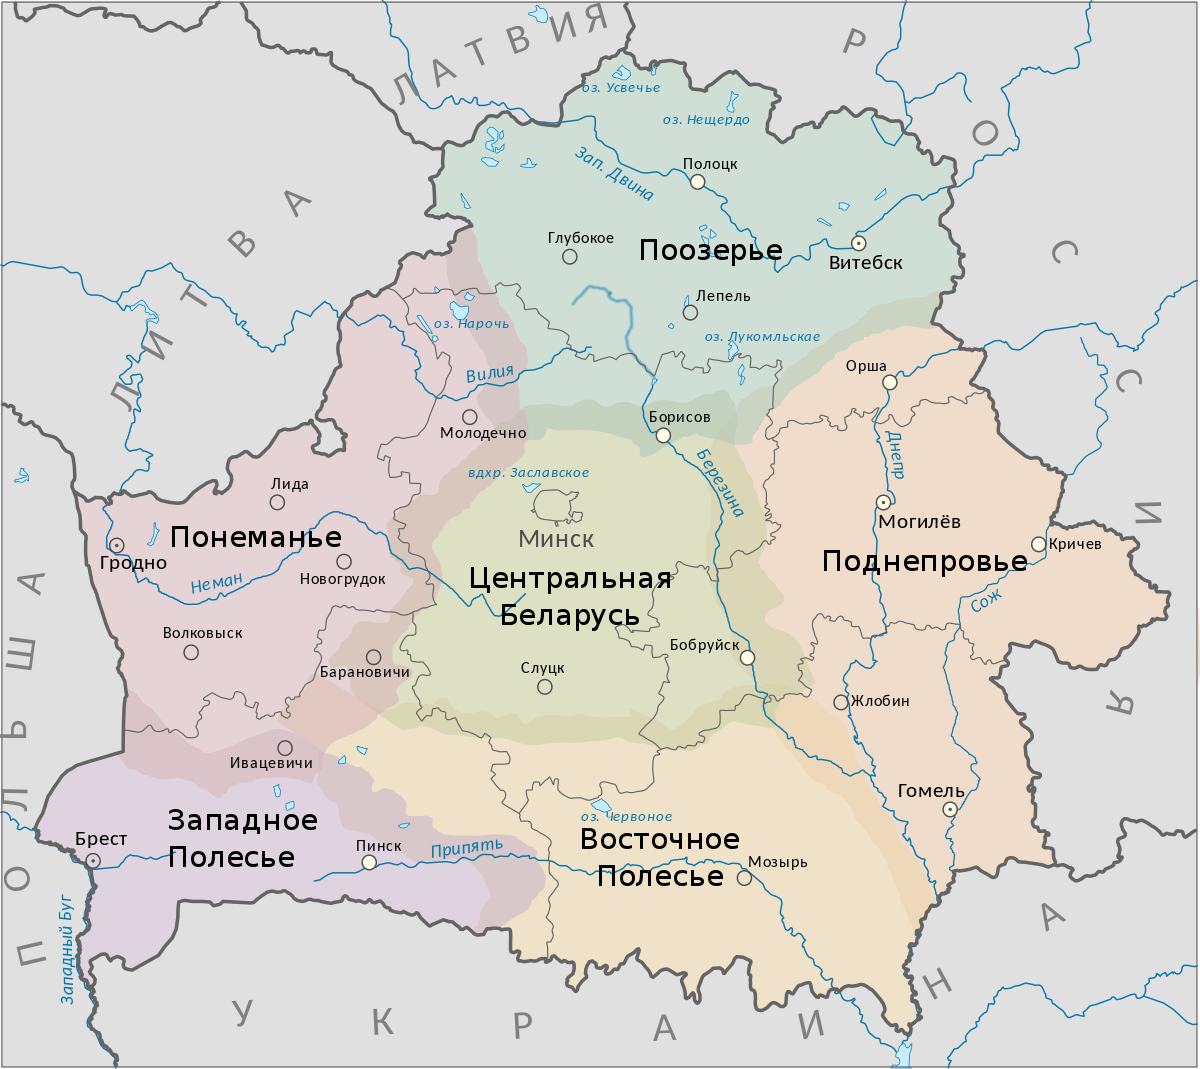 ЛАТВИЯ
РОССИЯ
ЛИТВА
ПОЛЬША
УКРАИНА
оз. Усвечье
оз. Нещердо
Зап. Двина
Полоцк
Глубокое
Поозерье
Витебск
Лепель
оз. Нарочь
оз. Лукомльскае
Вилия
Орша
Молодечно
Борисов
Днепр
вдхр. Заславское
Березина
Лида
Минск
Могилёв
Понеманье
Гродно
Неман
Новогрудок
Центральная
Беларусь
Поднепровье
Кричев
Сож
Волковыск
Барановичи
Слуцк
Бобруйск
Жлобин
Ивацевичи
Гомель
Западное
Полесье
Брест
Пинск
Припять
оз. Червоное
Восточное
Полесье
Мозырь
Западный Буг